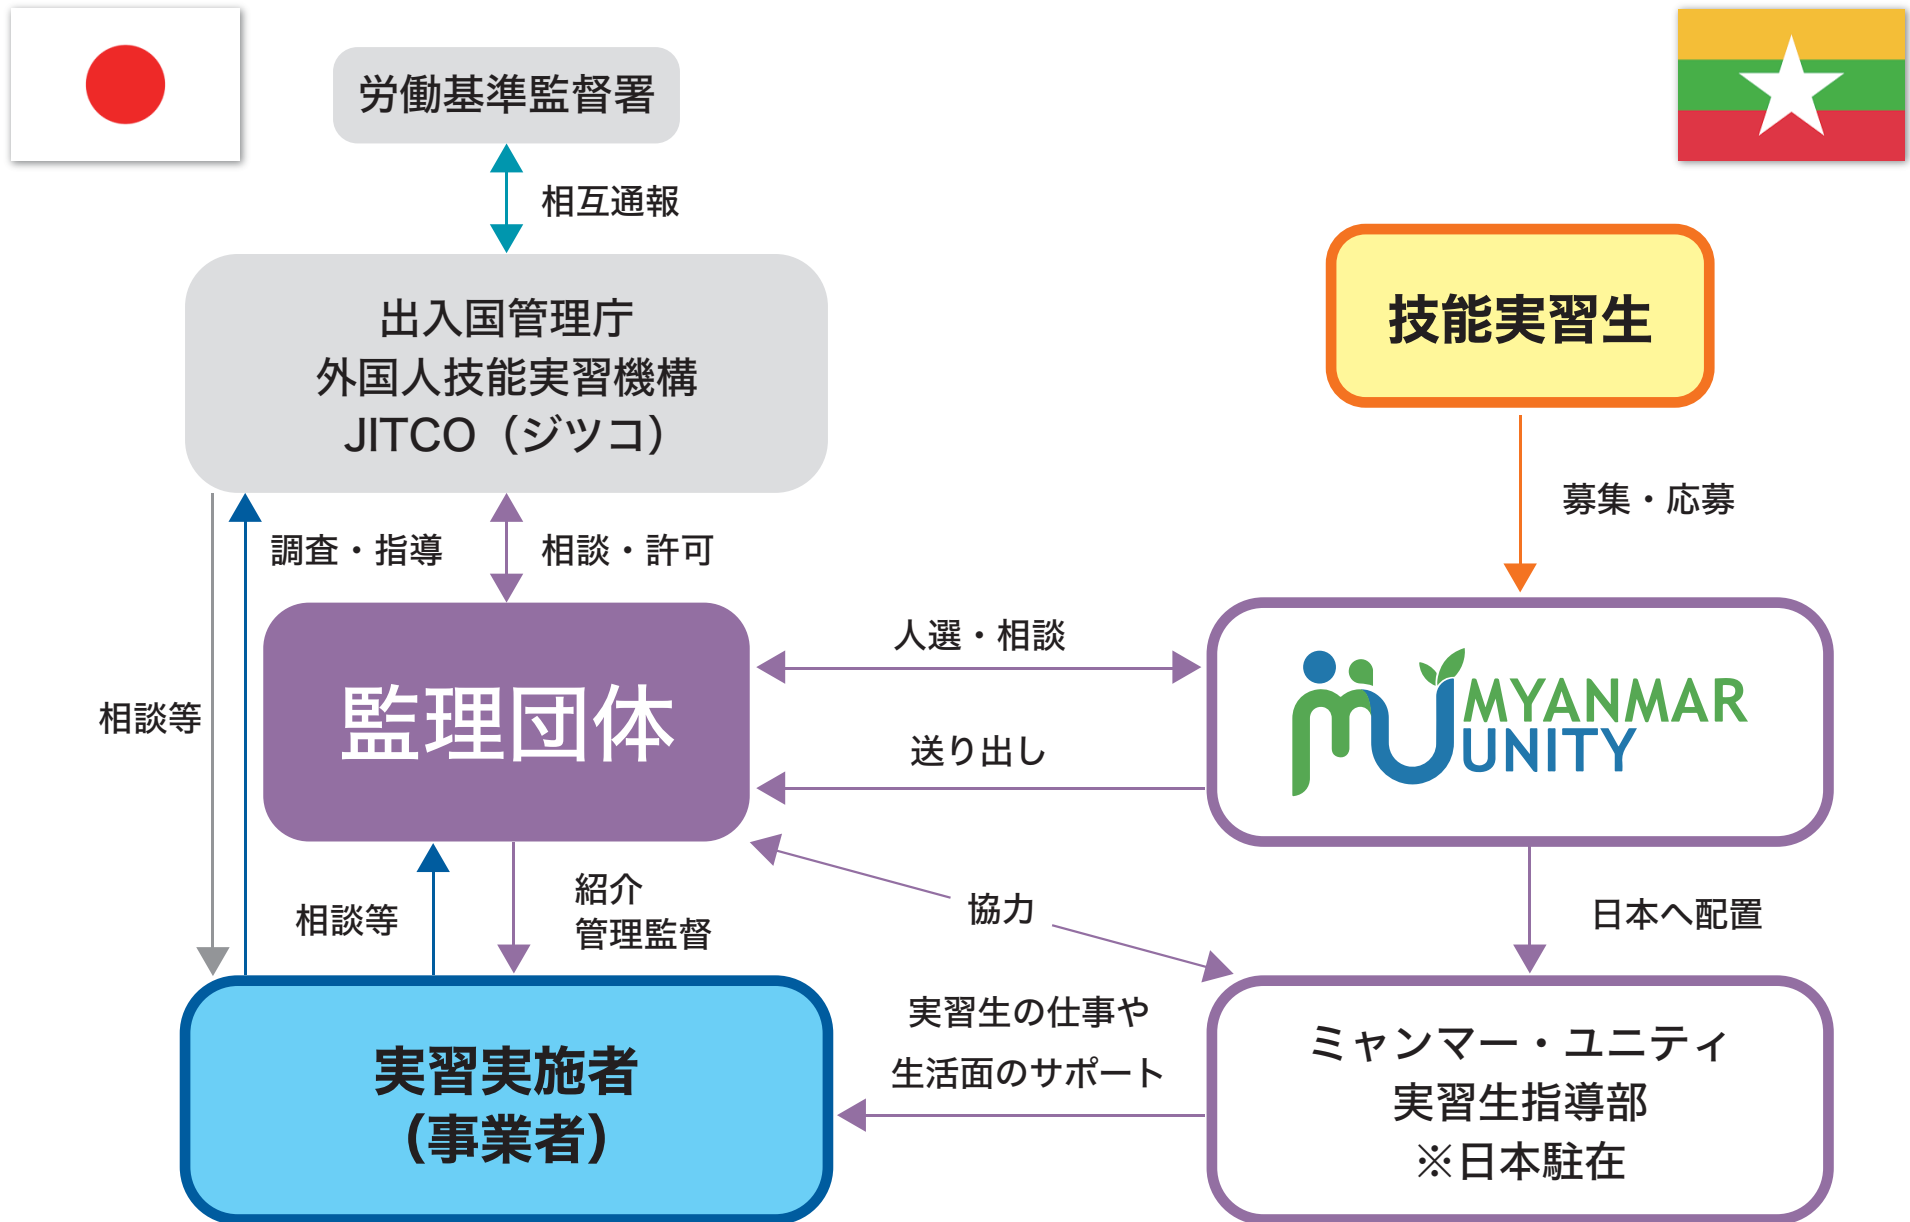 労働基準監督署
相互通報
出入国管理庁
外国人技能実習機構
JITCO（ジツコ）
技能実習生
募集・応募
調査・指導
相談・許可
相談等
監理団体
人選・相談
送り出し
MYANMAR
UNITY
相談等
紹介
管理監督
協力
日本へ配置
実習実施者
（事業者）
実習生の仕事や
生活面のサポート
ミャンマー・ユニティ
実習生指導部
※日本駐在